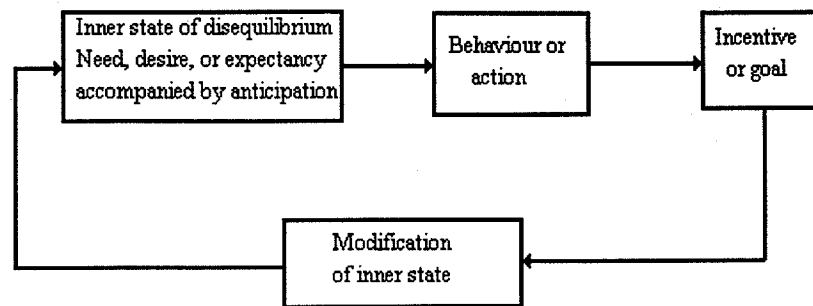 Inner state of disequilibrium
Need, desire, or expectancy
accompanied by anticipation
Behaviour or
action
Incentive
or goal
Modification
of inner state